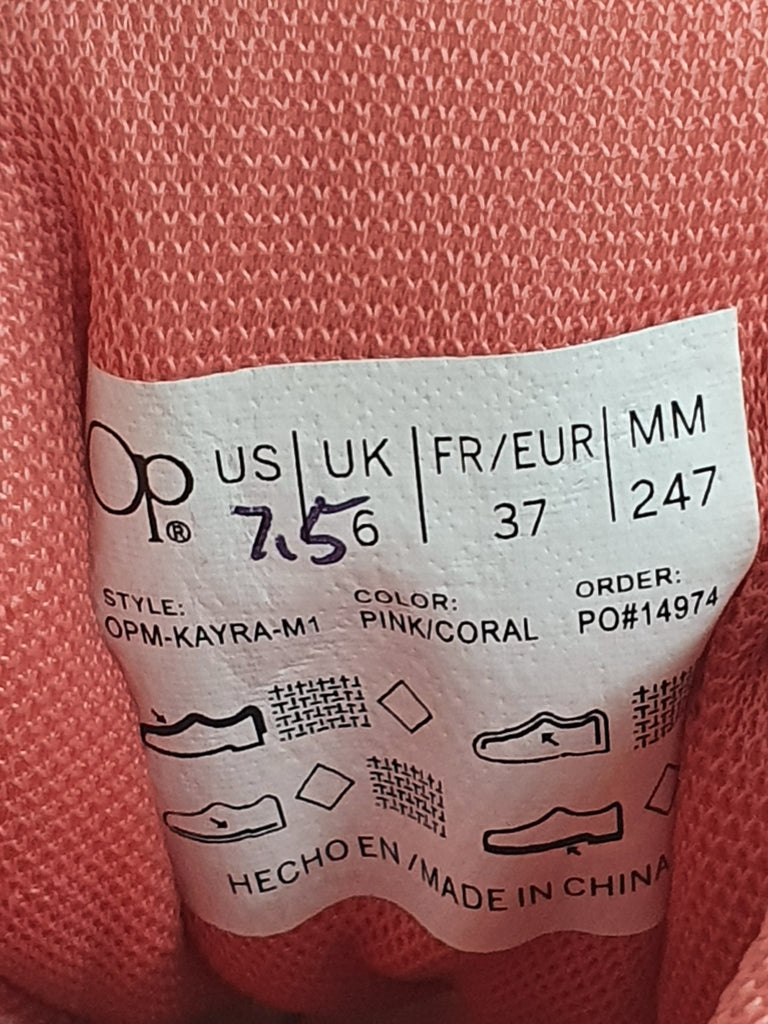 Op® US | UK | FR/EUR | MM
7.5 6 37 247
STYLE: COLOR: ORDER:
OPM-KAYRA-M1 PINK/CORAL PO#14974
HECHO EN / MADE IN CHINA